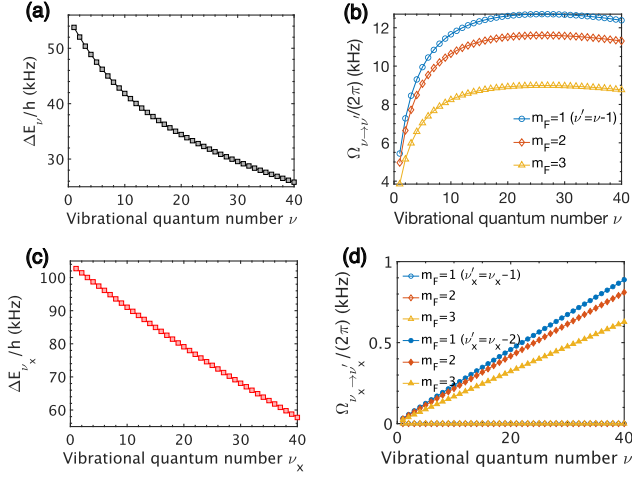 (a)
50
40
30
0 10 20 30 40
ΔE_ν/h (kHz)
Vibrational quantum number ν
(b)
12
10
8
6
4
0 10 20 30 40
Ω_ν→ν′/(2π) (kHz)
m_F=1 (ν′=ν-1)
m_F=2
m_F=3
Vibrational quantum number ν
(c)
100
90
80
70
60
0 10 20 30 40
ΔE_ν_x/h (kHz)
Vibrational quantum number ν_x
(d)
1
0.5
0
0 20 40
Ω_ν_x→ν′_x/(2π) (kHz)
m_F=1 (ν′_x=ν_x-1)
m_F=2
m_F=3
m_F=1 (ν′_x=ν_x-2)
m_F=2
m_F=3
Vibrational quantum number ν